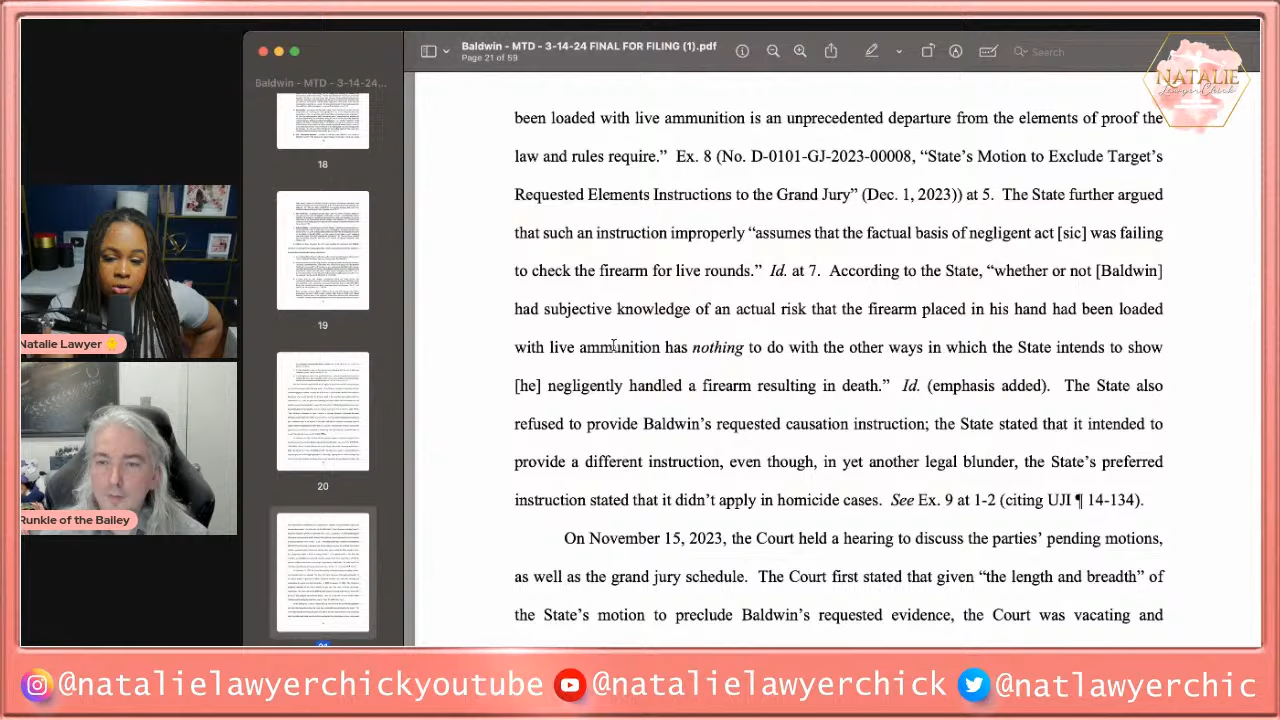 Baldwin - MTD - 3-14-24 FINAL FOR FILING (1).pdf
Page 21 of 59
Search
Baldwin - MTD - 3-14-24...
18
19
20
NATALIE
LawyerChick
been loaded with live ammunition is an unprecedented departure from the elements of proof the
law and rules require.” Ex. 8 (No. D-0101-GJ-2023-00008, “State’s Motion to Exclude Target’s
Requested Elements Instructions to the Grand Jury” (Dec. 1, 2023)) at 5. The State further argued
that such an instruction improperly “assumes that the factual basis of negligent act [sic] was failing
to check the firearm for live rounds.” Id. at 7. According to the State, “whether or not [Baldwin]
had subjective knowledge of an actual risk that the firearm placed in his hand had been loaded
with live ammunition has nothing to do with the other ways in which the State intends to show
[he] negligently handled a firearm resulting in death.” Id. (emphasis added). The State also
refused to provide Baldwin’s requested causation instruction; the State stated that it intended to
provide a different instruction, even though, in yet another legal blunder, the State’s preferred
instruction stated that it didn’t apply in homicide cases. See Ex. 9 at 1-2 (citing UJI ¶ 14-134).
On November 15, 2023, the court held a hearing to discuss the parties’ pending motions,
as well as the grand jury schedule. The Court first stated that given “the length and breadth” of
the State’s motion to preclude Baldwin’s requested evidence, the Court was vacating and
Natalie Lawyer
Runkle of the Bailey
@natalielawyerchickyoutube
@natalielawyerchick
@natlawyerchic